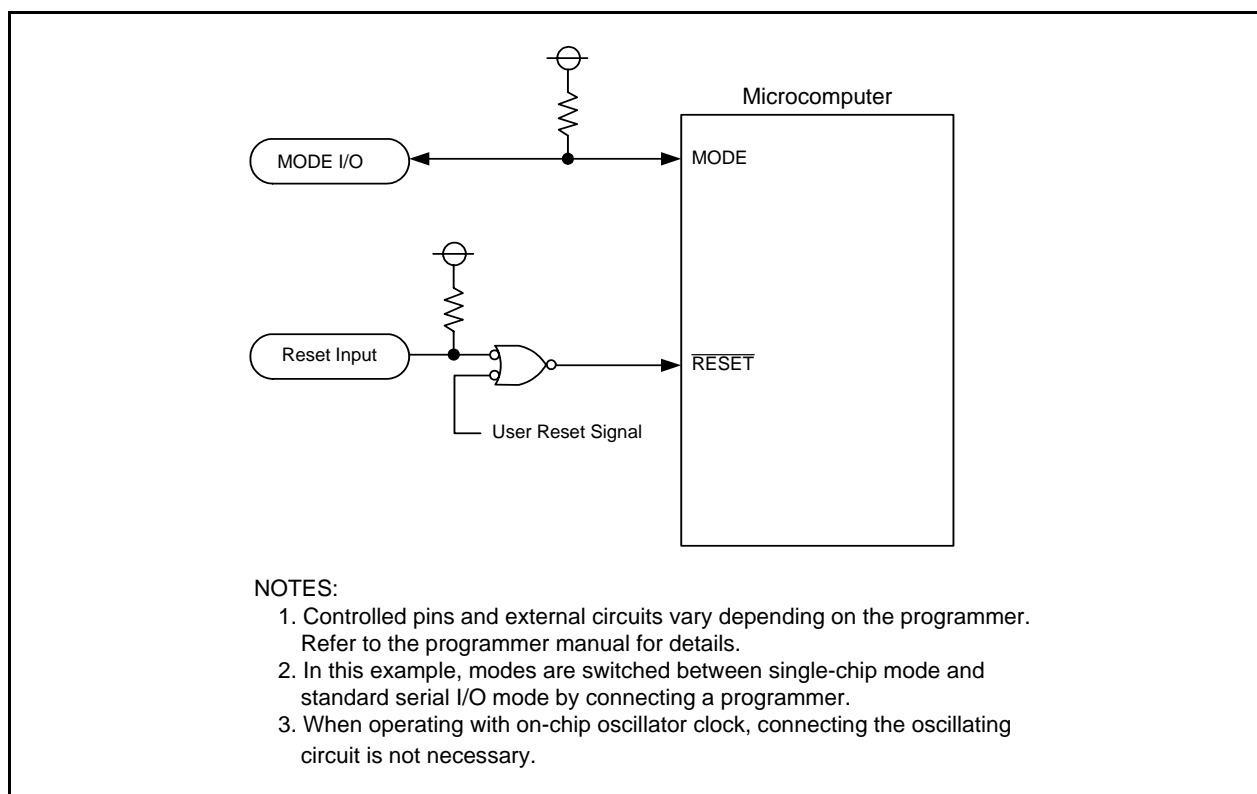 Microcomputer
MODE I/O
MODE
Reset Input
RESET
User Reset Signal
NOTES:
1. Controlled pins and external circuits vary depending on the programmer.
Refer to the programmer manual for details.
2. In this example, modes are switched between single-chip mode and
standard serial I/O mode by connecting a programmer.
3. When operating with on-chip oscillator clock, connecting the oscillating
circuit is not necessary.